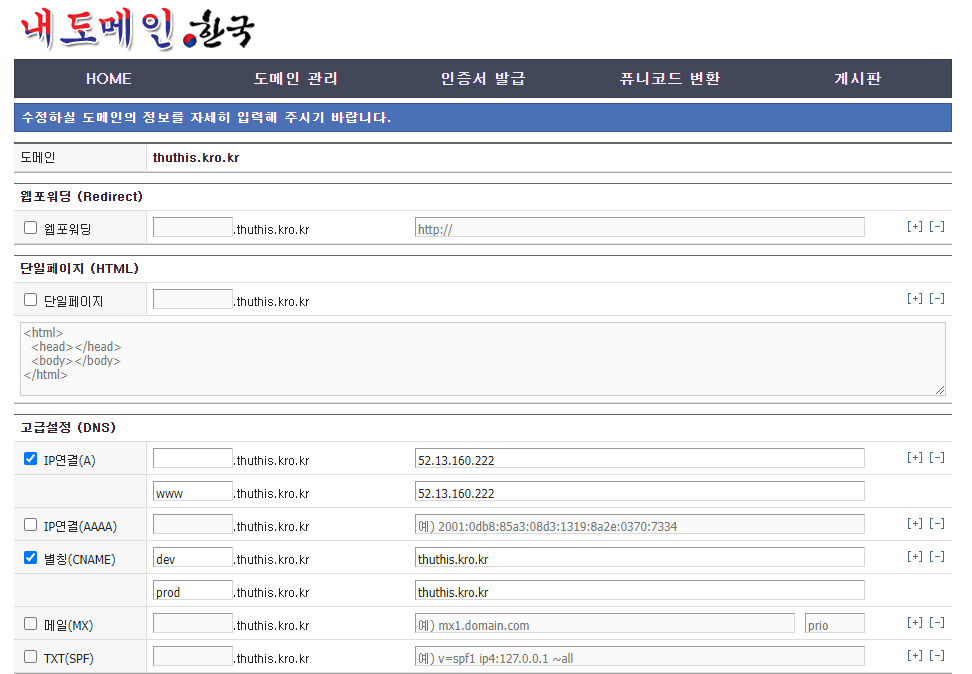 내도메인.한국
HOME 도메인 관리 인증서 발급 퓨니코드 변환 게시판
수정하실 도메인의 정보를 자세히 입력해 주시기 바랍니다.
도메인 thuthis.kro.kr
웹포워딩 (Redirect)
웹포워딩 .thuthis.kro.kr http:// [+] [-]
단일페이지 (HTML)
단일페이지 .thuthis.kro.kr [+] [-]
<html>
<head></head>
<body></body>
</html>
고급설정 (DNS)
IP연결(A) .thuthis.kro.kr 52.13.160.222 [+] [-]
www .thuthis.kro.kr 52.13.160.222
IP연결(AAAA) .thuthis.kro.kr 예) 2001:0db8:85a3:08d3:1319:8a2e:0370:7334 [+] [-]
별칭(CNAME) dev .thuthis.kro.kr thuthis.kro.kr [+] [-]
prod .thuthis.kro.kr thuthis.kro.kr
메일(MX) .thuthis.kro.kr 예) mx1.domain.com prio [+] [-]
TXT(SPF) .thuthis.kro.kr 예) v=spf1 ip4:127.0.0.1 ~all [+] [-]